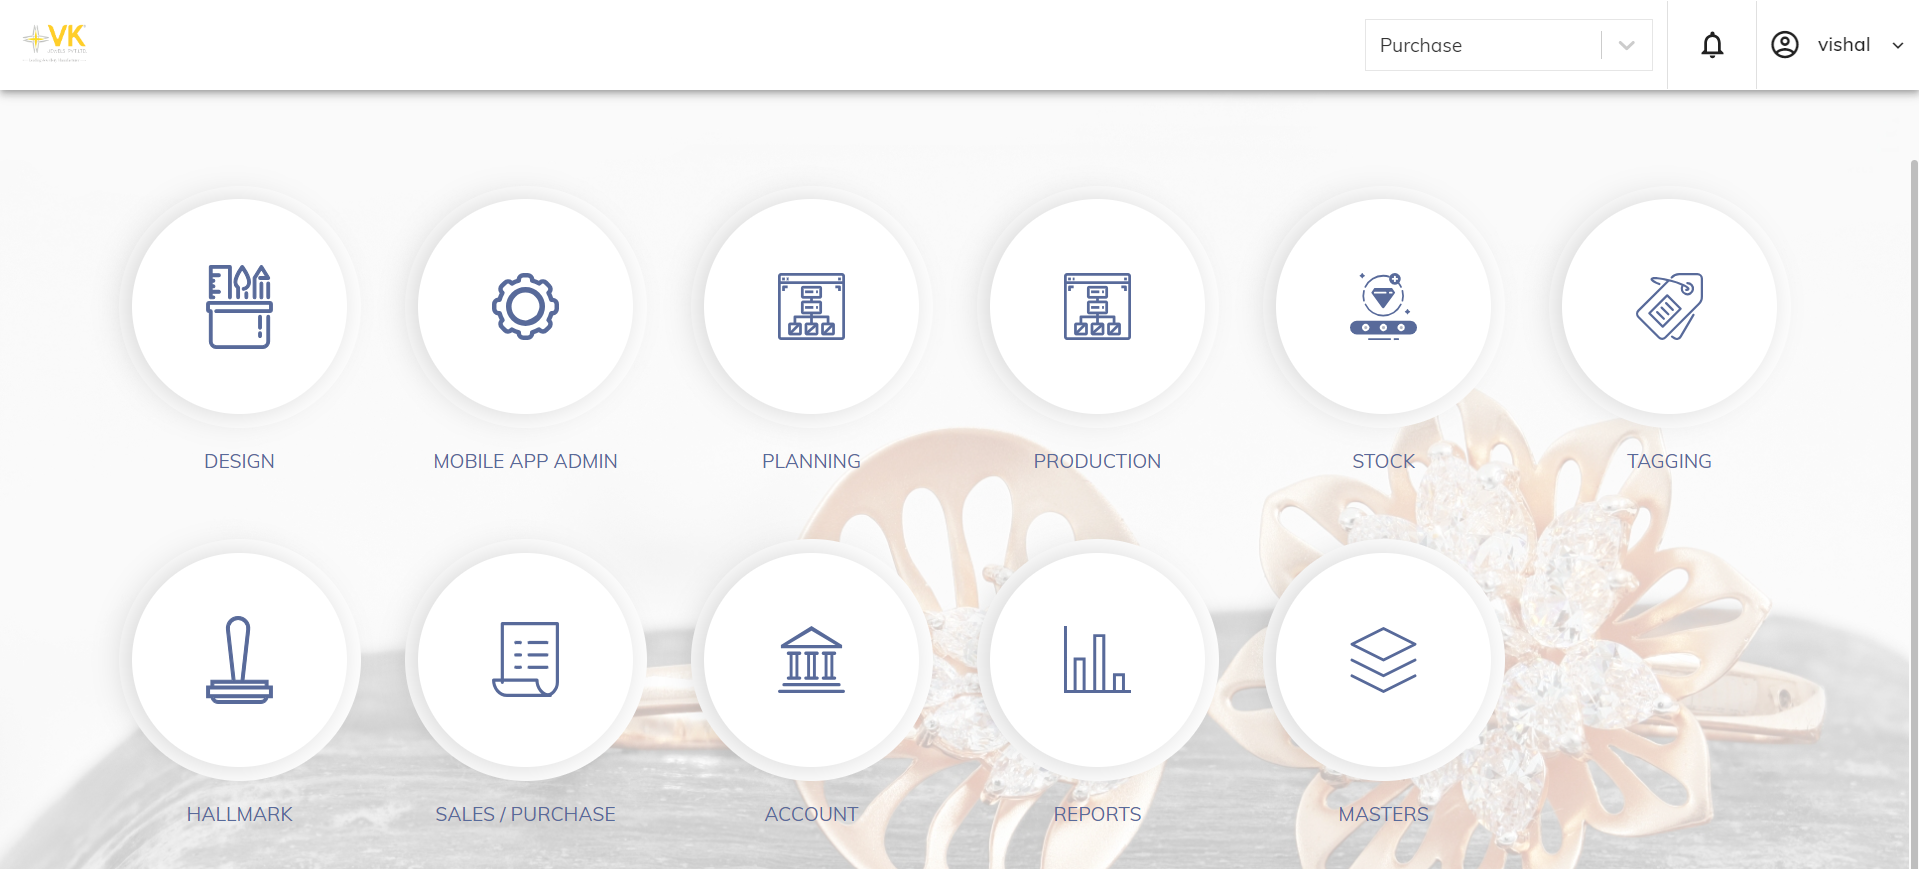 VK
Purchase
vishal
DESIGN
MOBILE APP ADMIN
PLANNING
PRODUCTION
STOCK
TAGGING
HALLMARK
SALES / PURCHASE
ACCOUNT
REPORTS
MASTERS